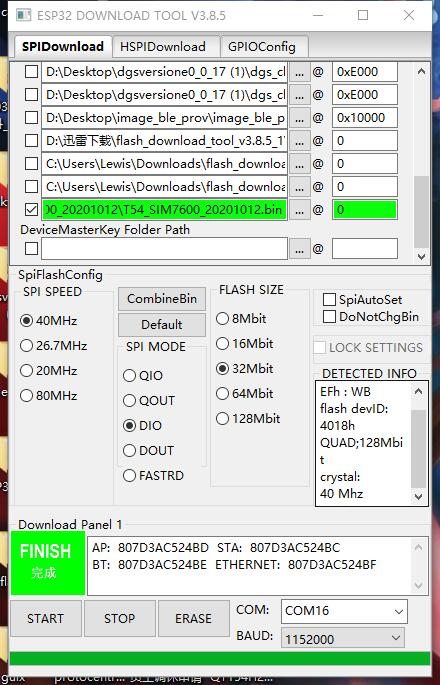 ESP32 DOWNLOAD TOOL V3.8.5
SPIDownload HSPIDownload GPIOConfig
D:\Desktop\dgsversione0_0_17 (1)\dgs_cl ... @ 0xE000
D:\Desktop\dgsversione0_0_17 (1)\dgs_cl ... @ 0xE000
D:\Desktop\image_ble_prov\image_ble_p ... @ 0x10000
D:\迅雷下载\flash_download_tool_v3.8.5_1 ... @ 0
C:\Users\Lewis\Downloads\flash_downloa ... @ 0
C:\Users\Lewis\Downloads\flash_downloa ... @ 0
00_20201012\T54_SIM7600_20201012.bin ... @ 0
DeviceMasterKey Folder Path
... @
SpiFlashConfig
SPI SPEED
40MHz
26.7MHz
20MHz
80MHz
CombineBin
Default
SPI MODE
QIO
QOUT
DIO
DOUT
FASTRD
FLASH SIZE
8Mbit
16Mbit
32Mbit
64Mbit
128Mbit
SpiAutoSet
DoNotChgBin
LOCK SETTINGS
DETECTED INFO
EFh : WB
flash devID:
4018h
QUAD;128Mbi
t
crystal:
40 Mhz
Download Panel 1
FINISH
完成
AP: 807D3AC524BD STA: 807D3AC524BC
BT: 807D3AC524BE ETHERNET: 807D3AC524BF
START STOP ERASE
COM: COM16
BAUD: 1152000